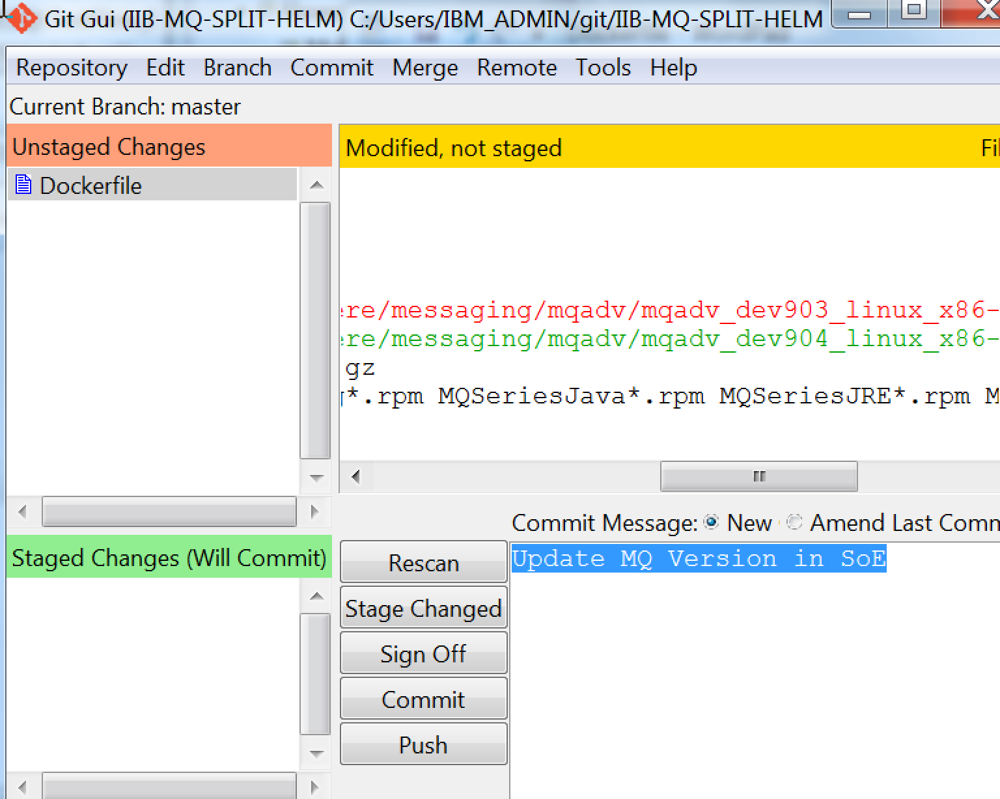 Git Gui (IIB-MQ-SPLIT-HELM) C:/Users/IBM_ADMIN/git/IIB-MQ-SPLIT-HELM
Repository Edit Branch Commit Merge Remote Tools Help
Current Branch: master
Unstaged Changes
Modified, not staged
Dockerfile
re/messaging/mqadv/mqadv_dev903_linux_x86-
re/messaging/mqadv/mqadv_dev904_linux_x86-
gz
*.rpm MQSeriesJava*.rpm MQSeriesJRE*.rpm M
Commit Message: New Amend Last Comm
Staged Changes (Will Commit)
Update MQ Version in SoE
Rescan
Stage Changed
Sign Off
Commit
Push